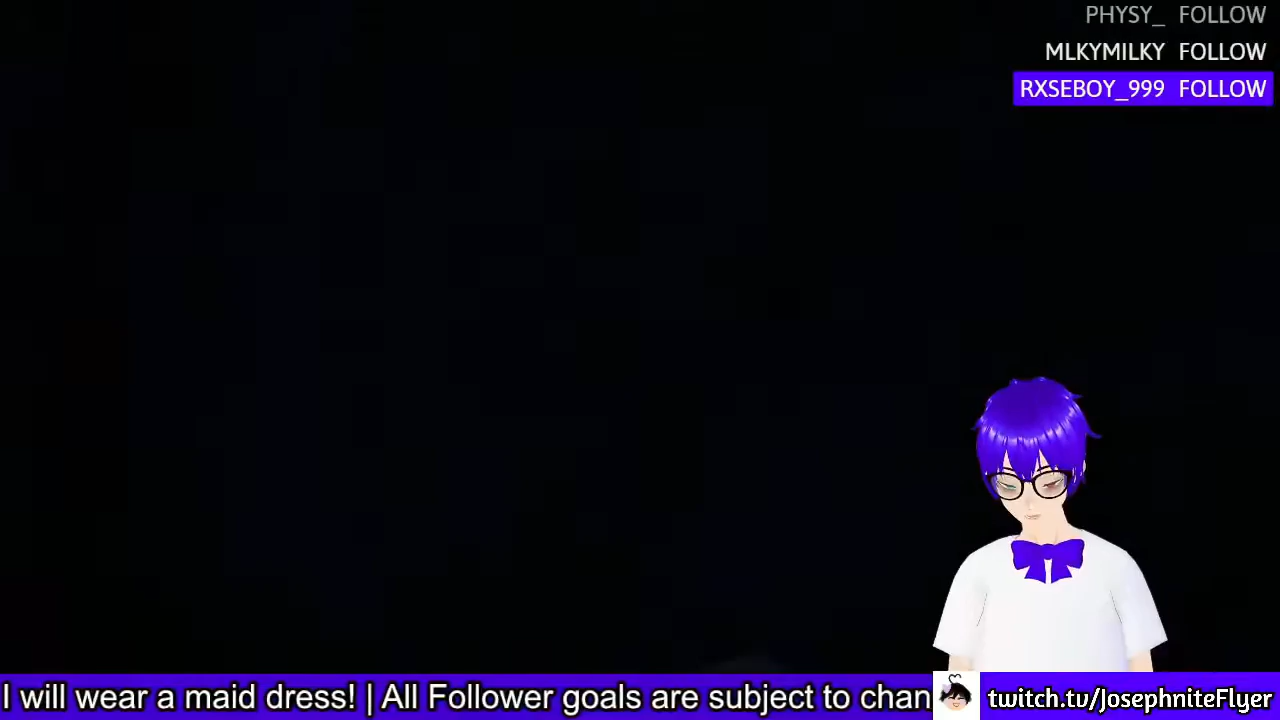 PHYSY_ FOLLOW
MLKYMILKY FOLLOW
RXSEBOY_999 FOLLOW
I will wear a maid dress! | All Follower goals are subject to chan
twitch.tv/JosephniteFlyer